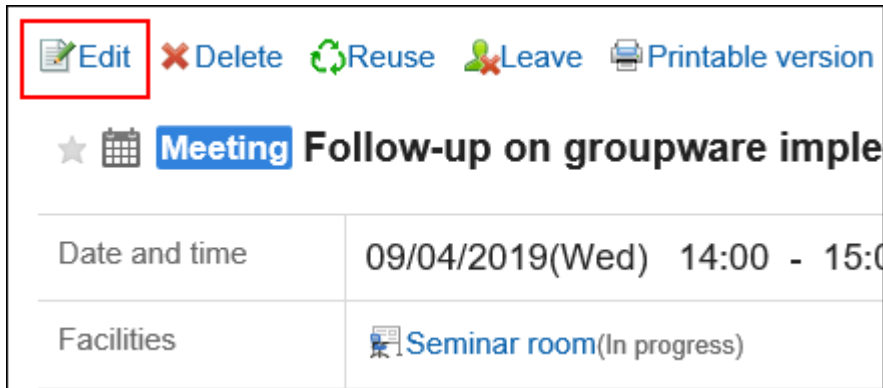 Edit Delete Reuse Leave Printable version
Meeting Follow-up on groupware imple
Date and time 09/04/2019(Wed) 14:00 - 15:0
Facilities Seminar room(In progress)